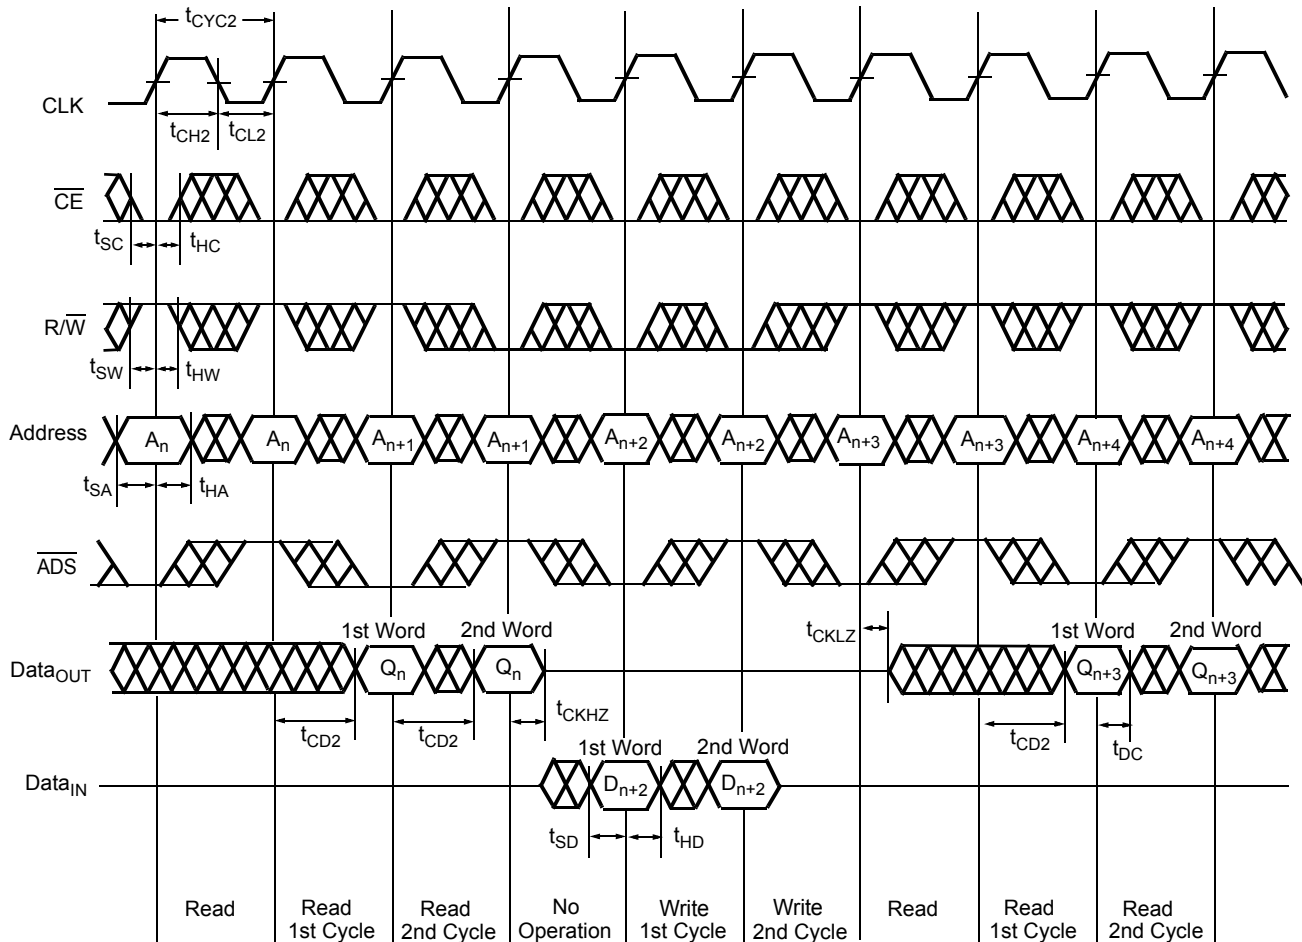 tCYC2
CLK
tCH2 tCL2
CE
tSC tHC
R/W
tSW tHW
Address An An An+1 An+1 An+2 An+2 An+3 An+3 An+4 An+4
tSA tHA
ADS
1st Word 2nd Word tCKLZ 1st Word 2nd Word
DataOUT Qn Qn Qn+3 Qn+3
tCD2 tCD2 tCKHZ tCD2 tDC
1st Word 2nd Word
DataIN Dn+2 Dn+2
tSD tHD
Read Read No Write Write Read Read Read
1st Cycle 2nd Cycle Operation 1st Cycle 2nd Cycle 1st Cycle 2nd Cycle
Read